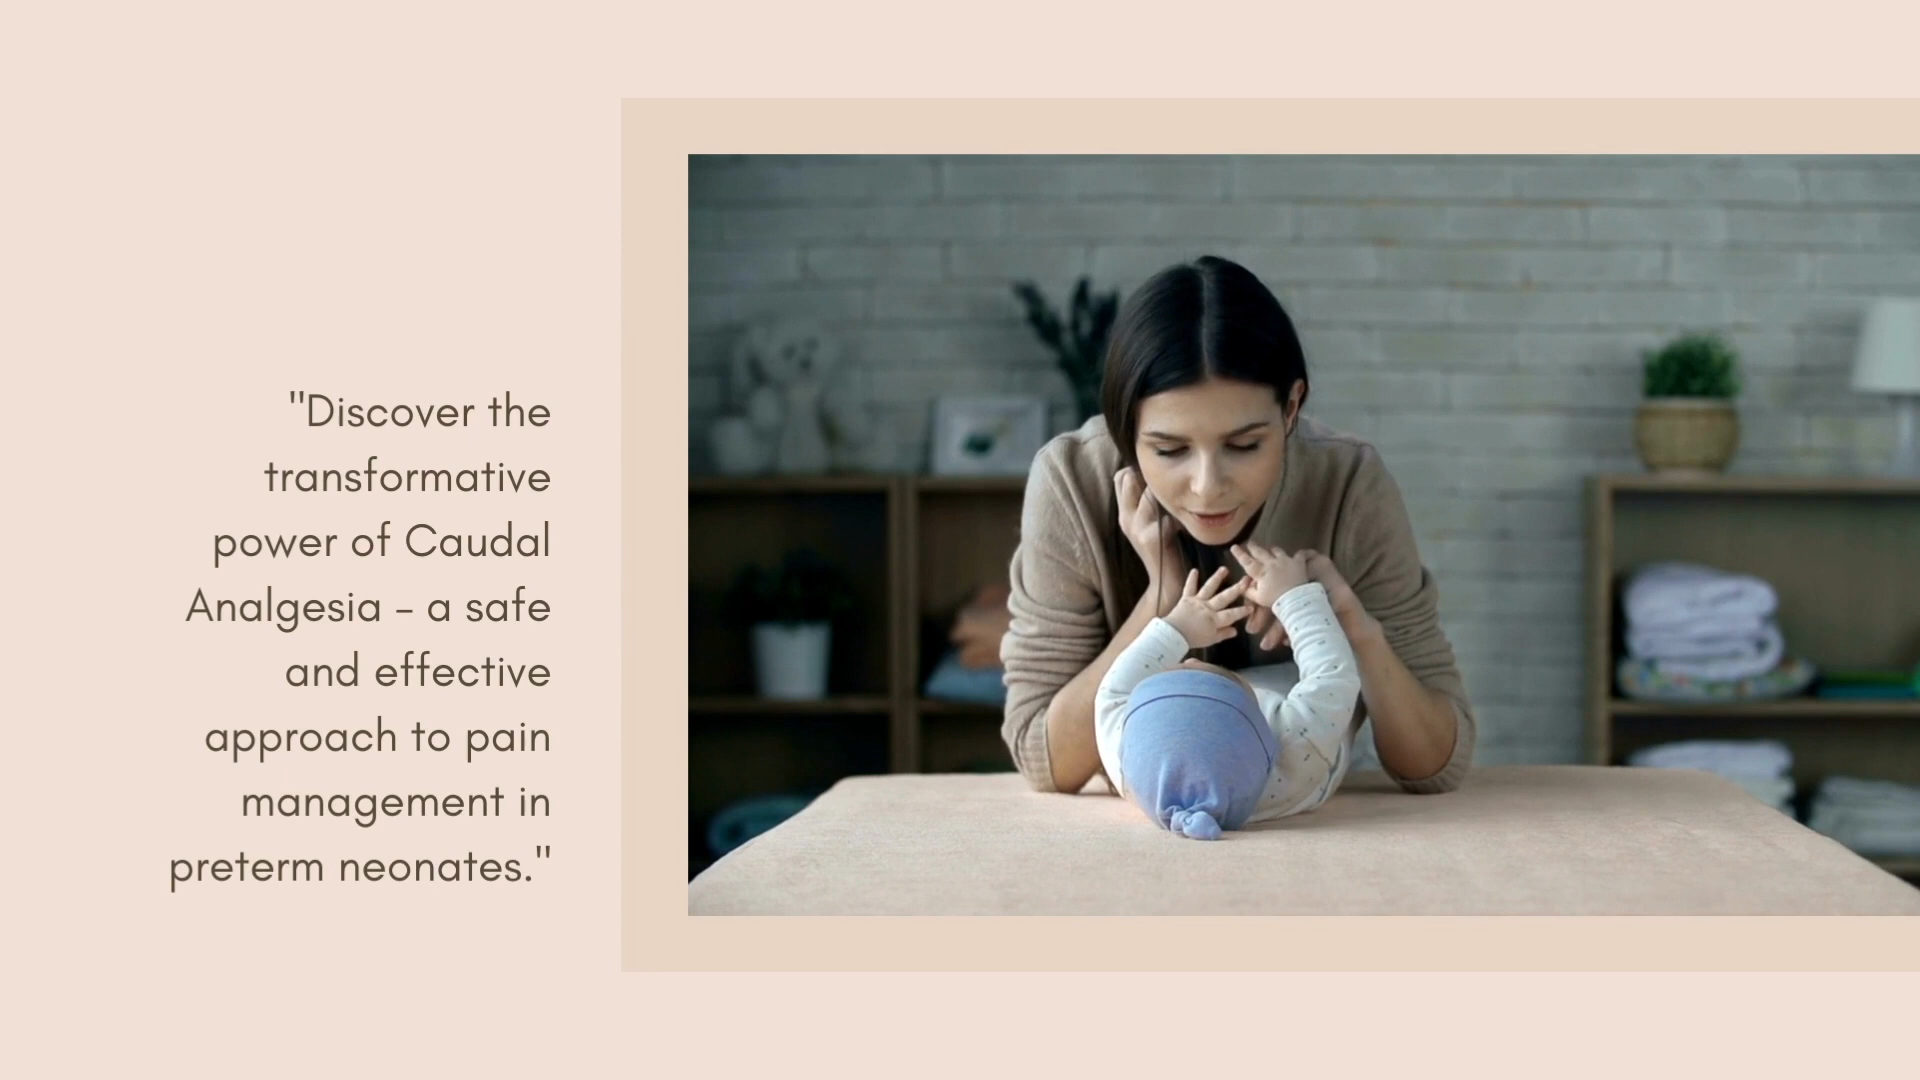 "Discover the
transformative
power of Caudal
Analgesia – a safe
and effective
approach to pain
management in
preterm neonates."